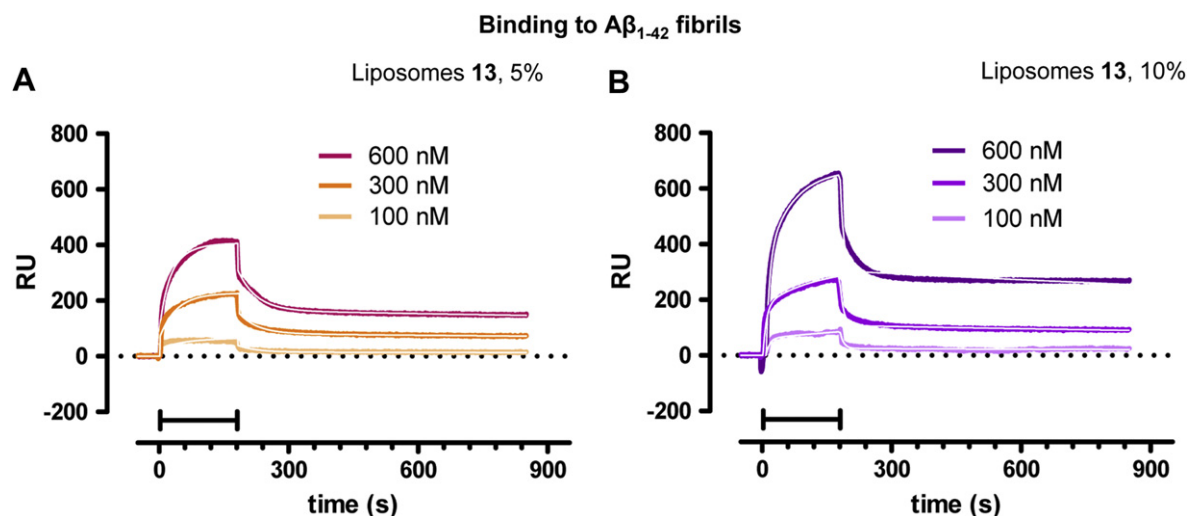 Binding to Aβ1-42 fibrils
A
Liposomes 13, 5%
800
600
400
200
0
-200
RU
600 nM
300 nM
100 nM
0
300
600
900
time (s)
B
Liposomes 13, 10%
800
600
400
200
0
-200
RU
600 nM
300 nM
100 nM
0
300
600
900
time (s)